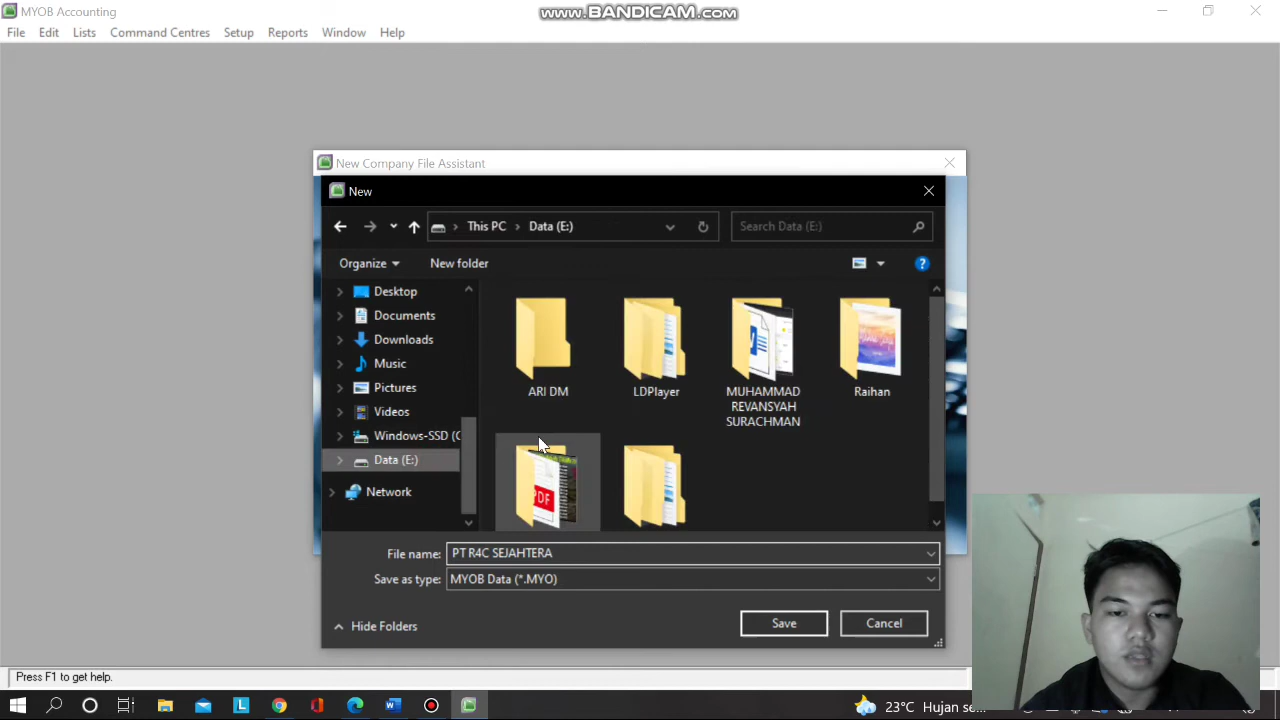 MYOB Accounting
www.BANDICAM.com
File Edit Lists Command Centres Setup Reports Window Help
New Company File Assistant
New
This PC > Data (E:)
Search Data (E:)
Organize
New folder
Desktop
Documents
Downloads
Music
Pictures
Videos
Windows-SSD (C
Data (E:)
Network
ARI DM
LDPlayer
MUHAMMAD
REVANSYAH
SURACHMAN
Raihan
PDF
File name: PT R4C SEJAHTERA
Save as type: MYOB Data (*.MYO)
Hide Folders
Save
Cancel
Press F1 to get help.
23°C Hujan se...